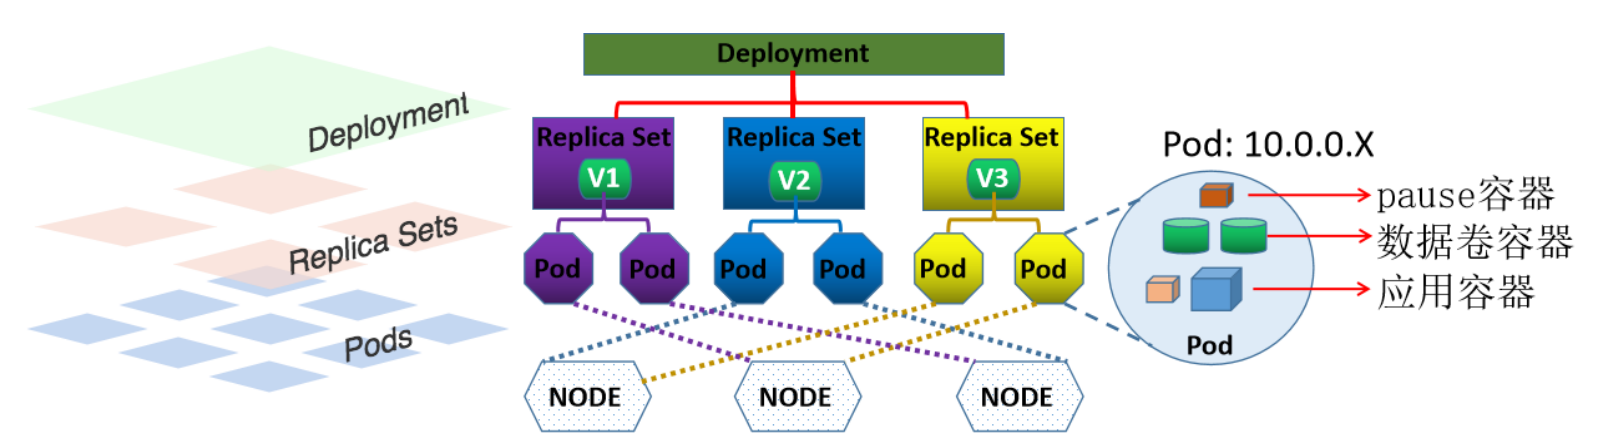 Deployment
Replica Sets
Pods
Deployment
Replica Set
V1
Replica Set
V2
Replica Set
V3
Pod
Pod
Pod
Pod
Pod
Pod
NODE
NODE
NODE
Pod: 10.0.0.X
pause容器
数据卷容器
应用容器
Pod